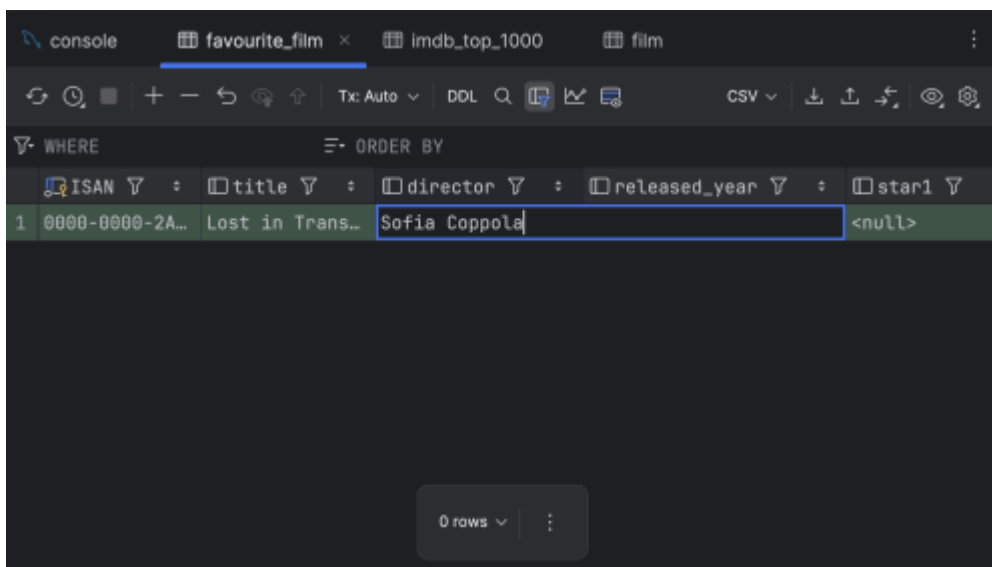 console favourite_film imdb_top_1000 film
Tx: Auto DDL CSV
WHERE ORDER BY
ISAN title director released_year star1
1 0000-0000-2A… Lost in Trans… Sofia Coppola <null>
0 rows